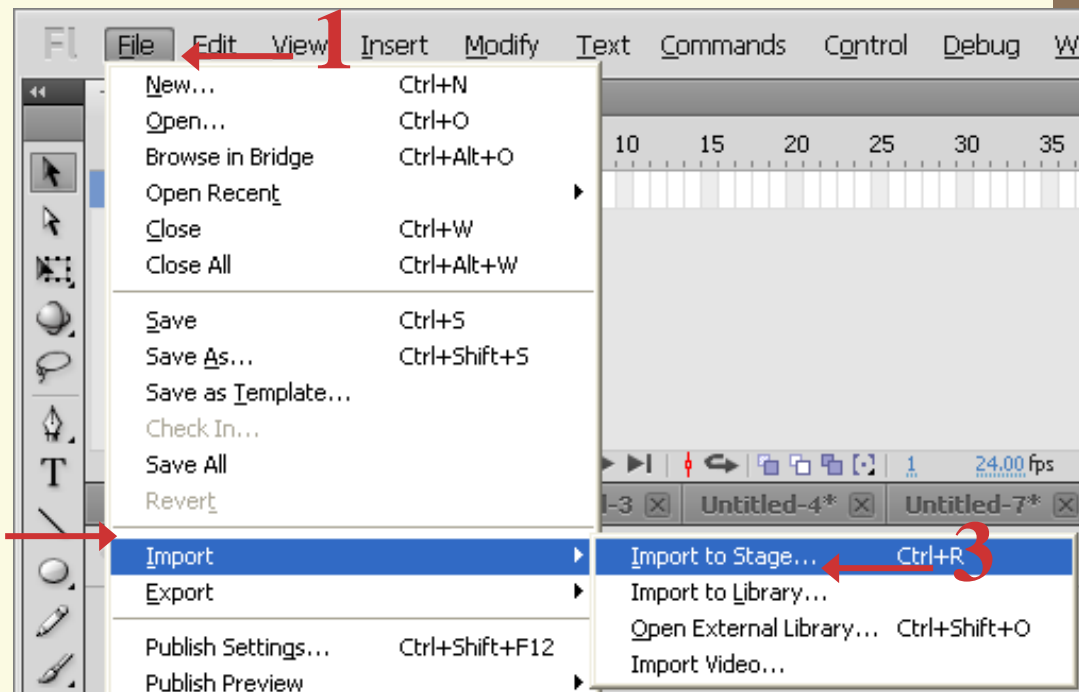 Fl File Edit View Insert Modify Text Commands Control Debug W
1
New... Ctrl+N
Open... Ctrl+O
Browse in Bridge Ctrl+Alt+O
Open Recent
Close Ctrl+W
Close All Ctrl+Alt+W
Save Ctrl+S
Save As... Ctrl+Shift+S
Save as Template...
Check In...
Save All
Revert
Import
Export
Publish Settings... Ctrl+Shift+F12
Publish Preview
10 15 20 25 30 35
1 24.00 fps
l-3 Untitled-4* Untitled-7*
Import to Stage... Ctrl+R
3
Import to Library...
Open External Library... Ctrl+Shift+O
Import Video...
T